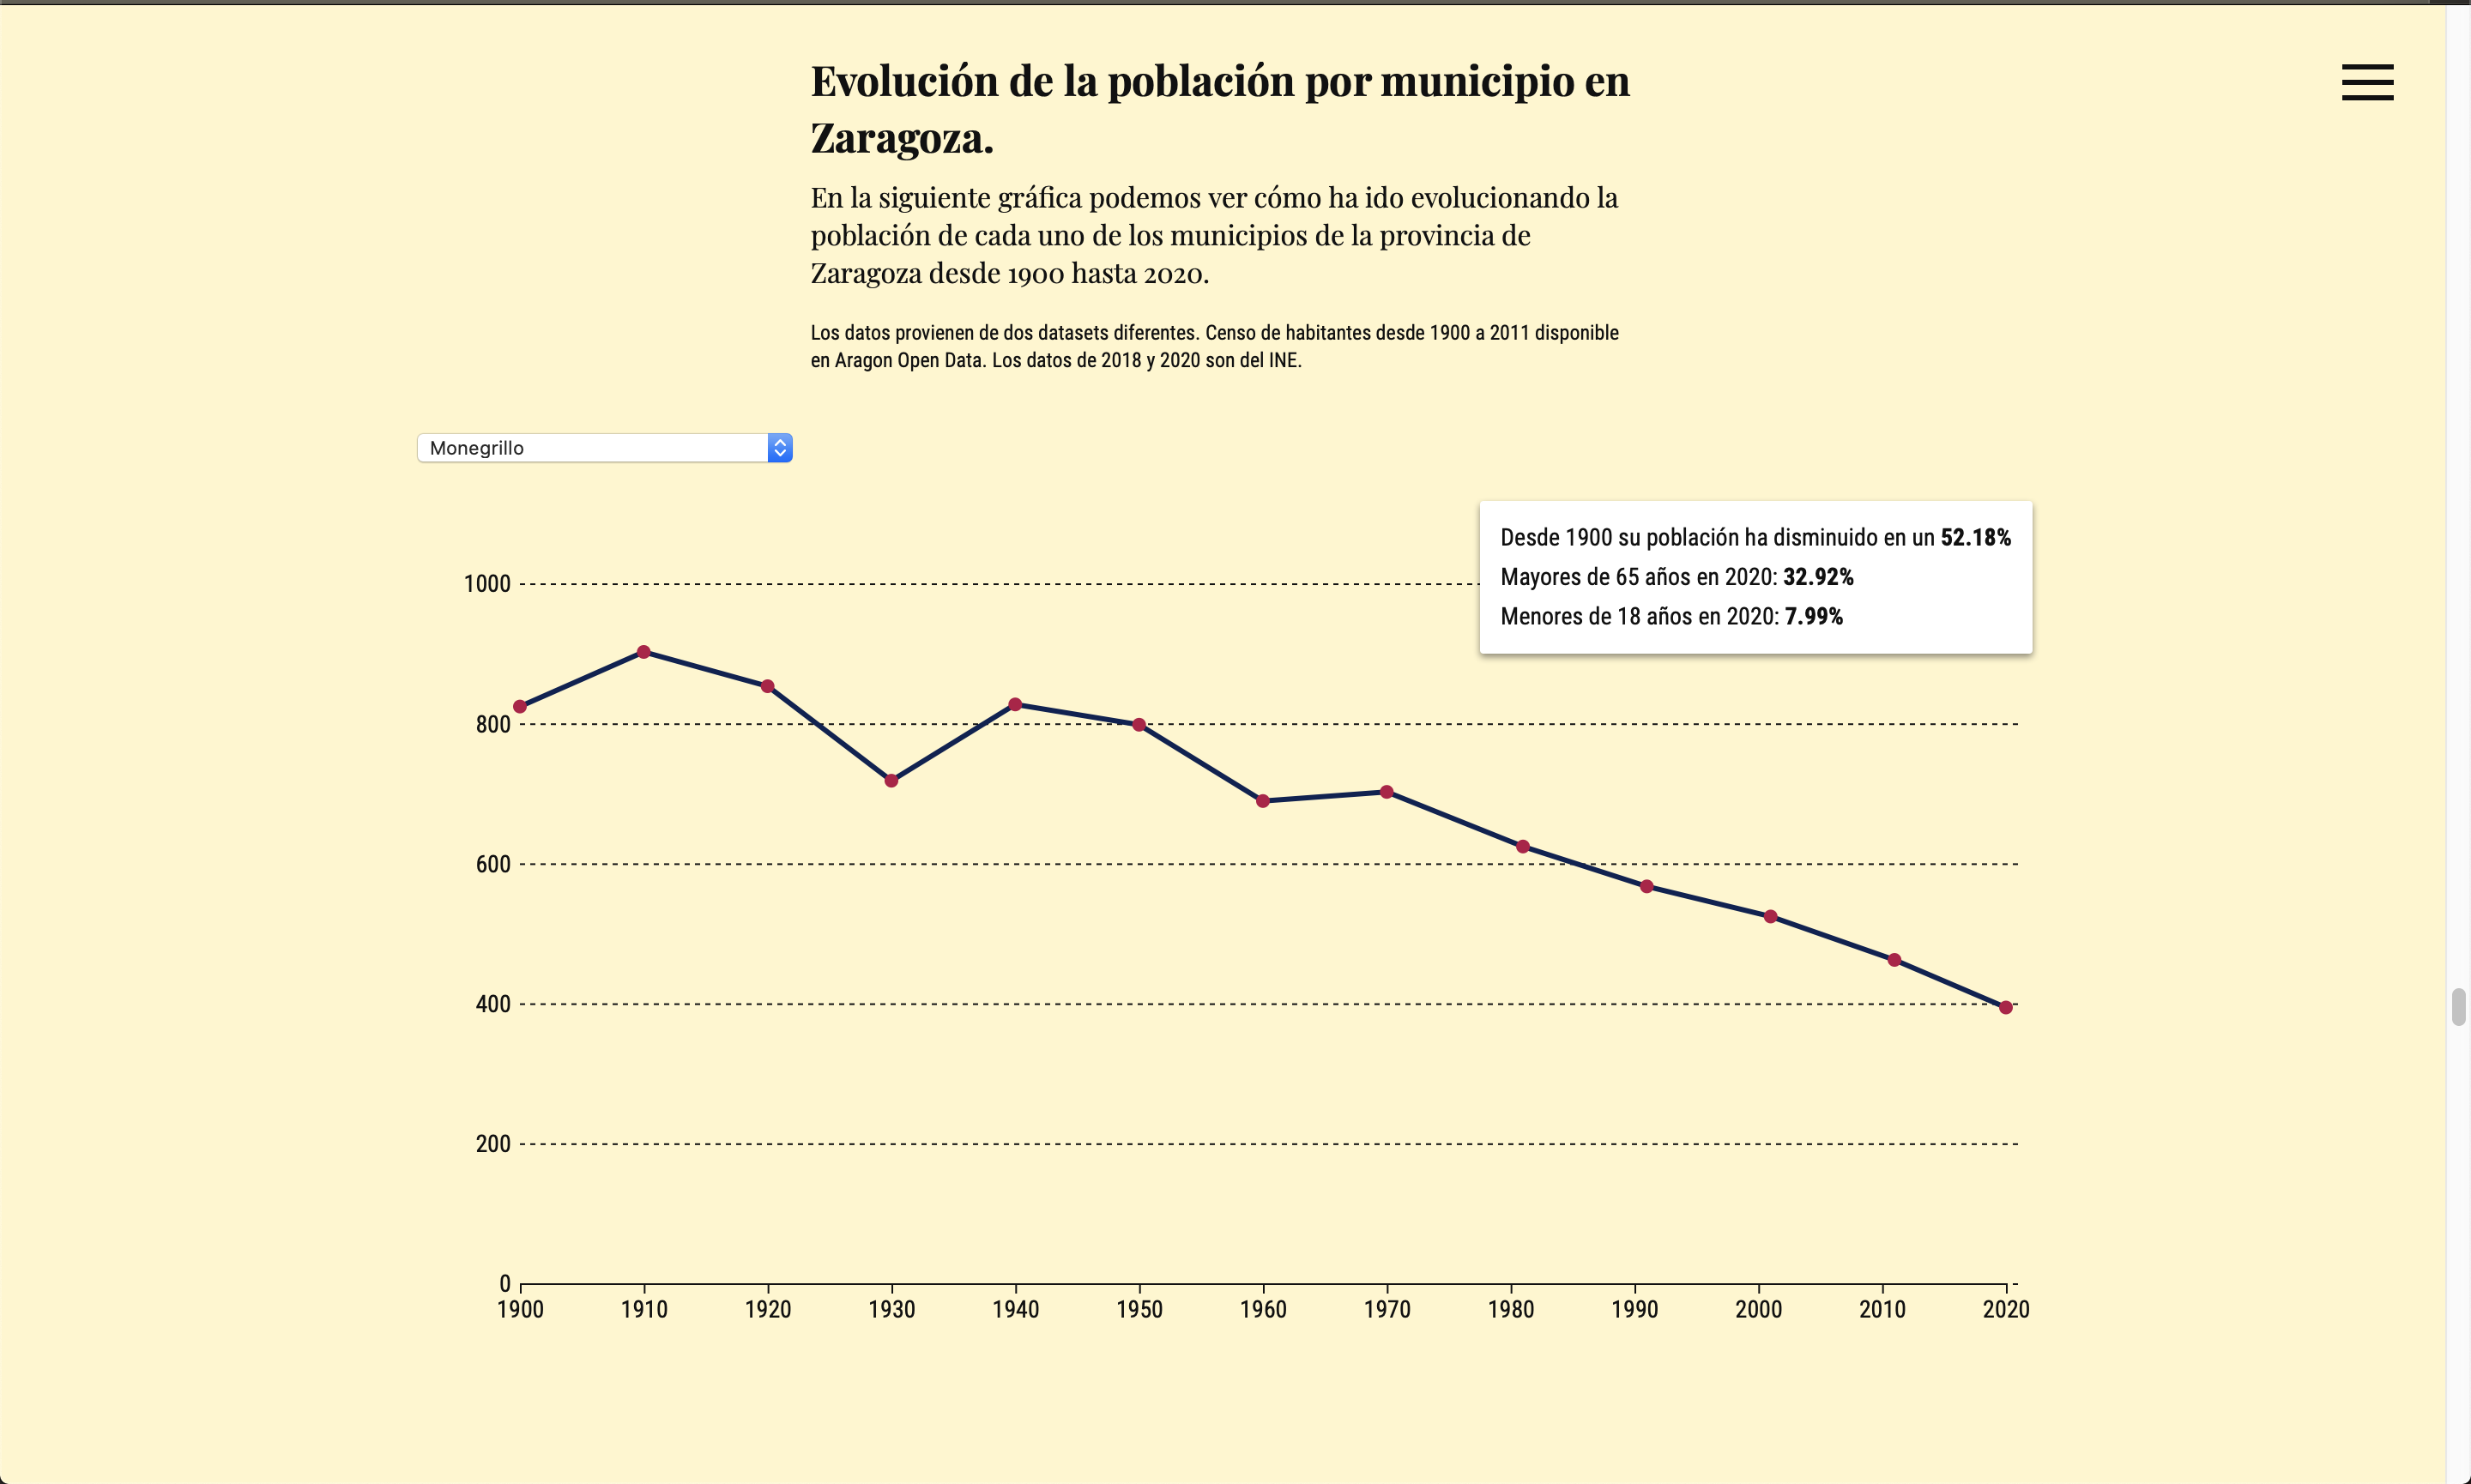 Evolución de la población por municipio en
Zaragoza.
En la siguiente gráfica podemos ver cómo ha ido evolucionando la
población de cada uno de los municipios de la provincia de
Zaragoza desde 1900 hasta 2020.
Los datos provienen de dos datasets diferentes. Censo de habitantes desde 1900 a 2011 disponible
en Aragon Open Data. Los datos de 2018 y 2020 son del INE.
Monegrillo
Desde 1900 su población ha disminuido en un 52.18%
Mayores de 65 años en 2020: 32.92%
Menores de 18 años en 2020: 7.99%
1000
800
600
400
200
0
1900 1910 1920 1930 1940 1950 1960 1970 1980 1990 2000 2010 2020